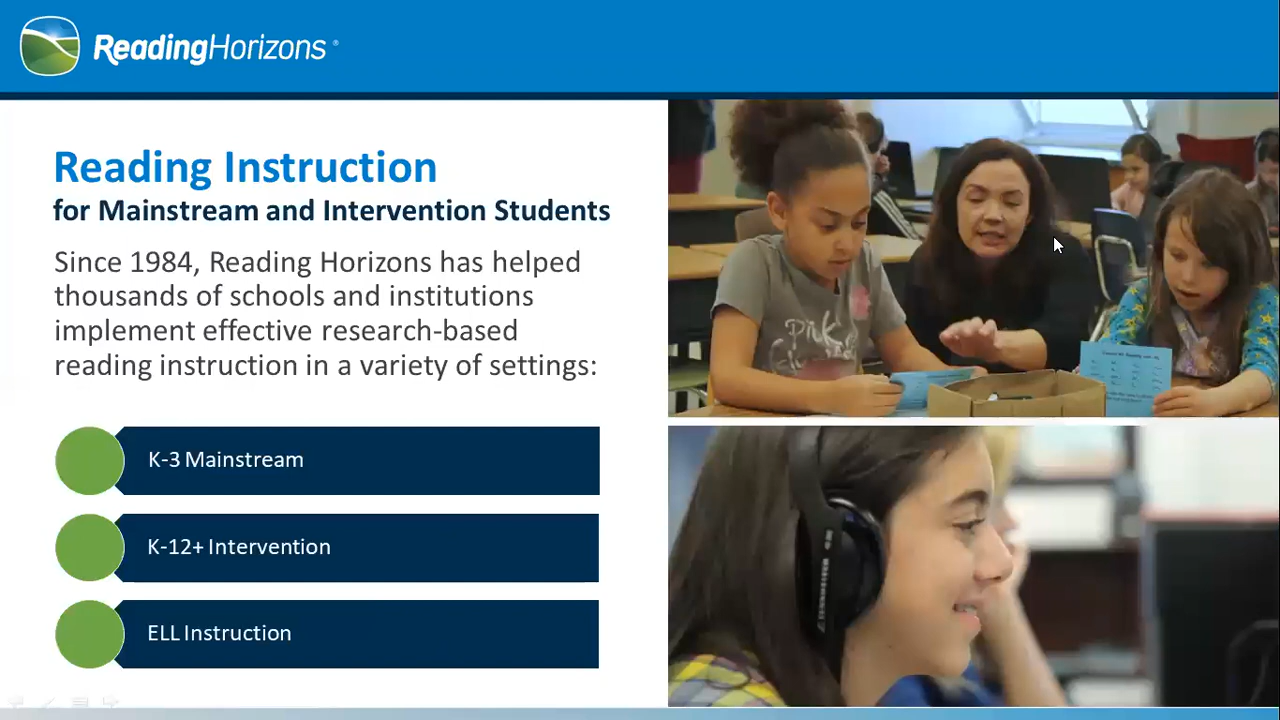 ReadingHorizons
Reading Instruction
for Mainstream and Intervention Students
Since 1984, Reading Horizons has helped
thousands of schools and institutions
implement effective research-based
reading instruction in a variety of settings:
K-3 Mainstream
K-12+ Intervention
ELL Instruction